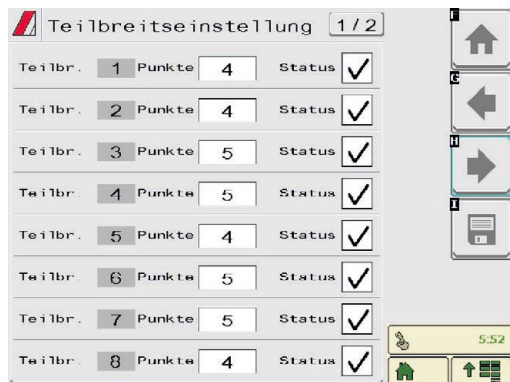 Teilbreitseinstellung 1/2
F
Teilbr. 1 Punkte 4 Status
G
Teilbr. 2 Punkte 4 Status
H
Teilbr. 3 Punkte 5 Status
Teilbr. 4 Punkte 5 Status
I
Teilbr. 5 Punkte 4 Status
Teilbr. 6 Punkte 5 Status
Teilbr. 7 Punkte 5 Status
Teilbr. 8 Punkte 4 Status
5:52